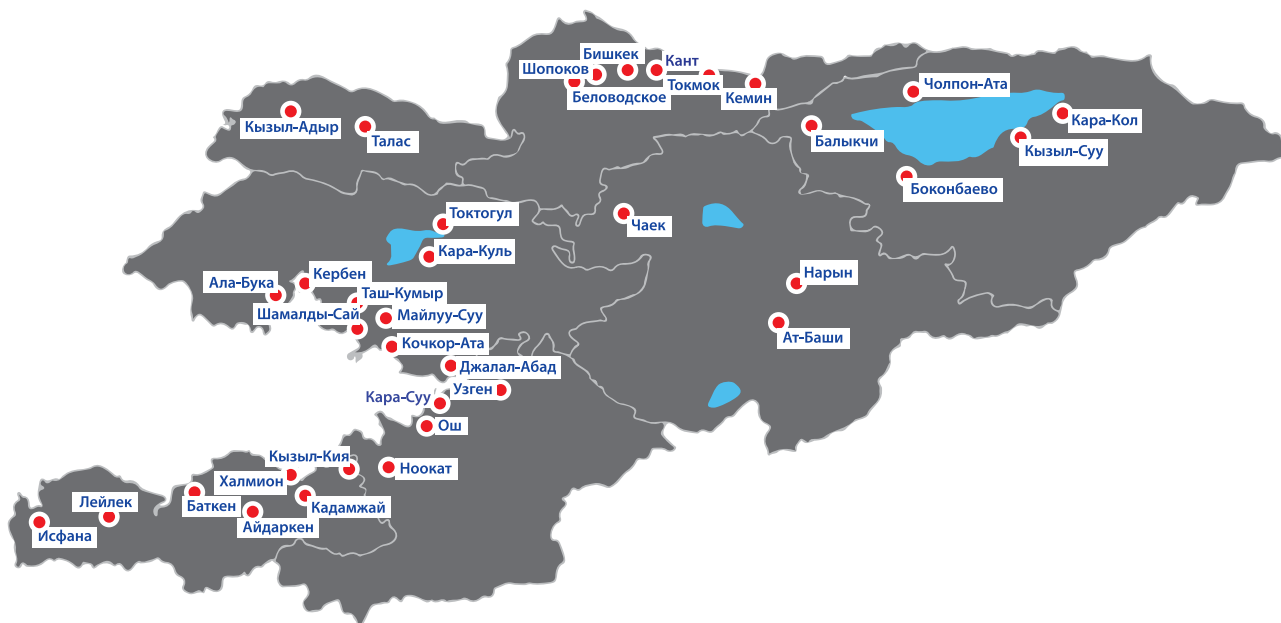 Бишкек
Кант
Шопоков
Беловодское
Токмок
Кемин
Чолпон-Ата
Кара-Кол
Кызыл-Адыр
Талас
Балыкчи
Кызыл-Суу
Боконбаево
Токтогул
Чаек
Кара-Куль
Кербен
Ала-Бука
Нарын
Таш-Кумыр
Шамалды-Сай
Майлуу-Суу
Ат-Баши
Кочкор-Ата
Джалал-Абад
Узген
Кара-Суу
Ош
Кызыл-Кия
Ноокат
Халмион
Лейлек
Баткен
Кадамжай
Айдаркен
Исфана